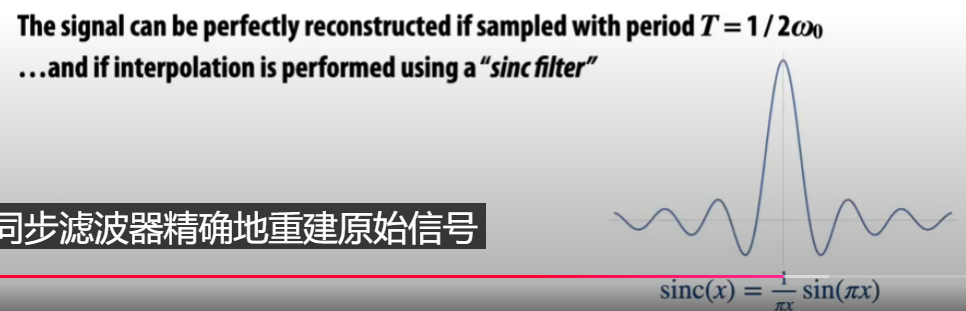 The signal can be perfectly reconstructed if sampled with period T = 1 / 2ω₀
...and if interpolation is performed using a “sinc filter”
同步滤波器精确地重建原始信号
sinc(x) = 1/πx sin(πx)